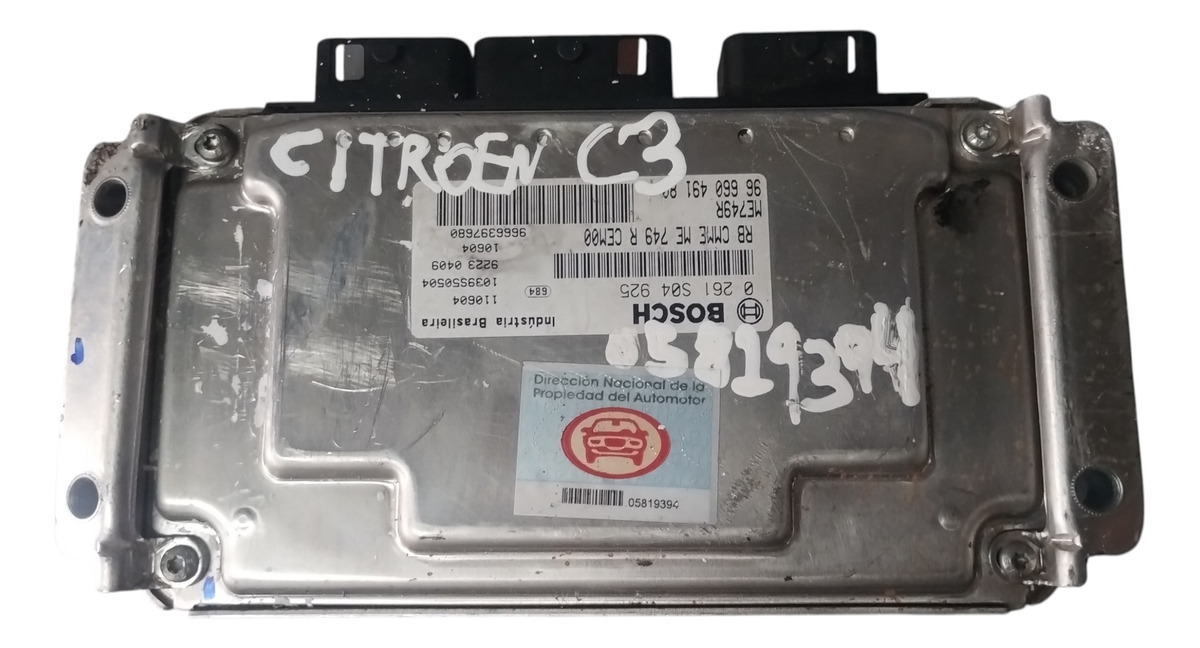 CITROEN C3
BOSCH
Indústria Brasileira
0 261 S04 925
684
110604
1039S50504
9223 0409
RB CMME ME 749 R CEM00
10604
ME749R
9666397680
96 660 491
05819394
Dirección Nacional de la
Propiedad del Automotor
05819394